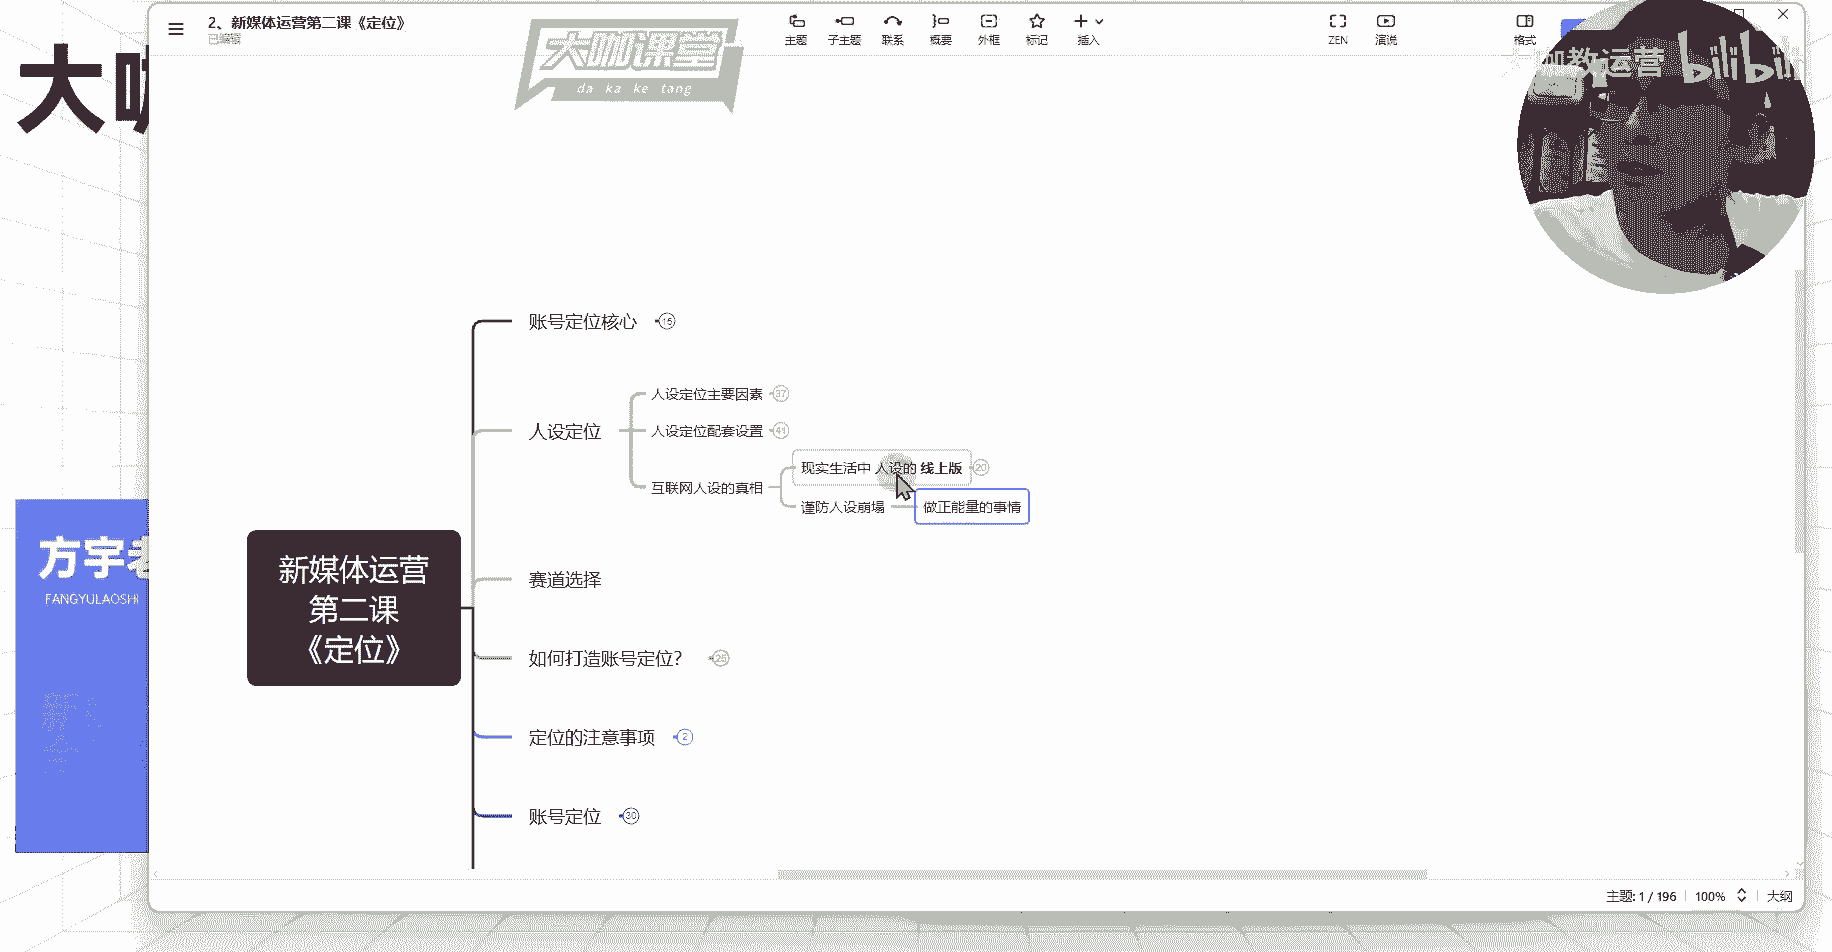 2、新媒体运营第二课《定位》
已编辑
主题
子主题
联系
概要
外框
标记
插入
ZEN
演说
格式
大咖课堂
da ka ke tang
教运营 bilibili
大咖
方宇老
FANGYULAOSHI
账号定位核心 15
人设定位主要因素 37
人设定位 人设定位配套设置 41
现实生活中 人设的 线上版 20
互联网人设的真相
谨防人设崩塌 做正能量的事情
赛道选择
新媒体运营
第二课
《定位》
如何打造账号定位？ 25
定位的注意事项 2
账号定位 30
主题: 1 / 196 100% 大纲